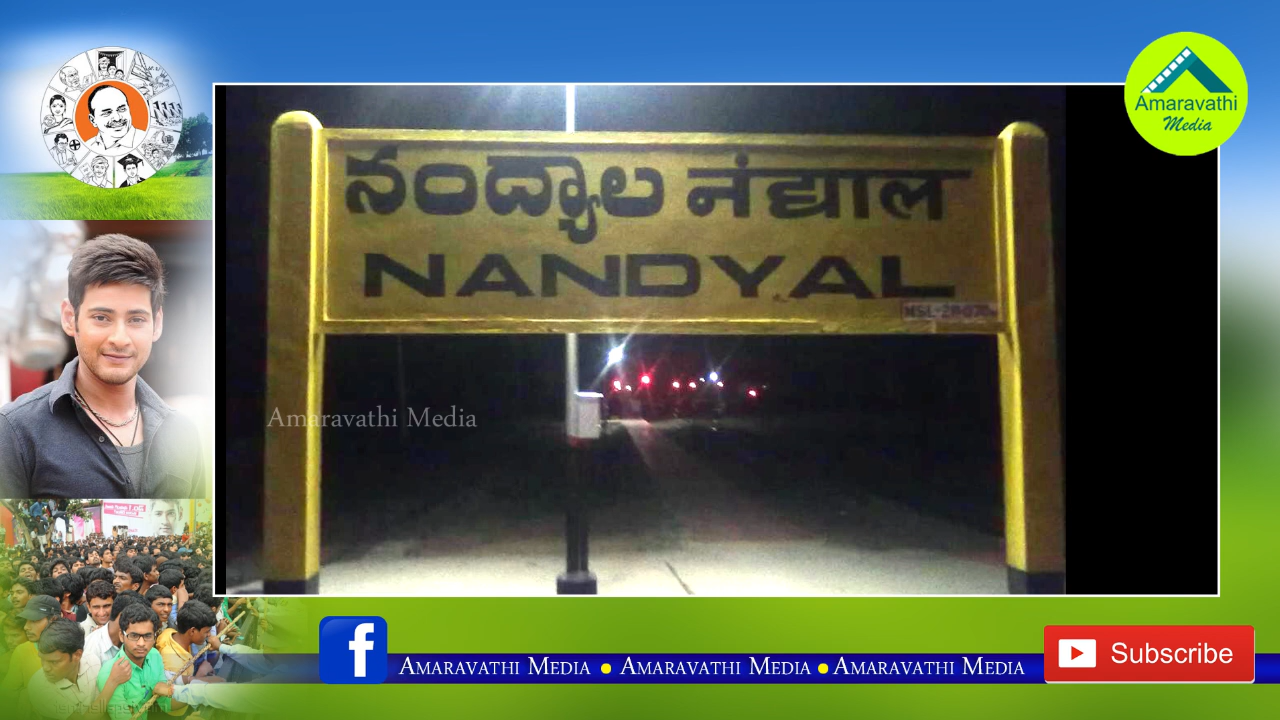 Amaravathi
Media
నంద్యాల नंद्याल
NANDYAL
Amaravathi Media
f AMARAVATHI MEDIA • AMARAVATHI MEDIA • AMARAVATHI MEDIA
Subscribe